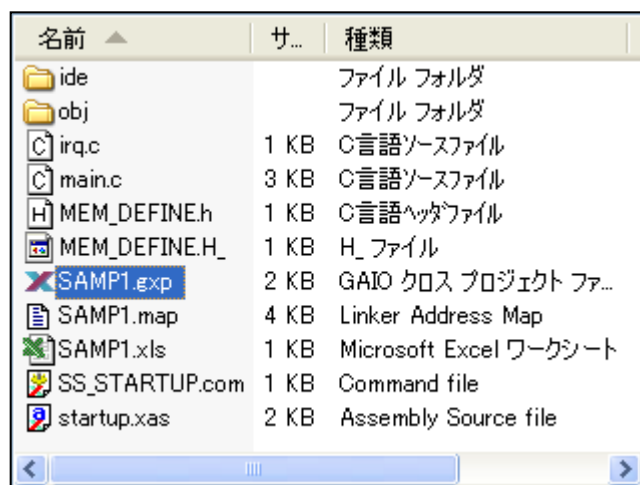 名前 サ... 種類
ide ファイル フォルダ
obj ファイル フォルダ
irq.c 1 KB C言語ソースファイル
main.c 3 KB C言語ソースファイル
MEM_DEFINE.h 1 KB C言語ヘッダファイル
MEM_DEFINE.H_ 1 KB H_ ファイル
SAMP1.gxp 2 KB GAIO クロス プロジェクト ファ...
SAMP1.map 4 KB Linker Address Map
SAMP1.xls 1 KB Microsoft Excel ワークシート
SS_STARTUP.com 1 KB Command file
startup.xas 2 KB Assembly Source file